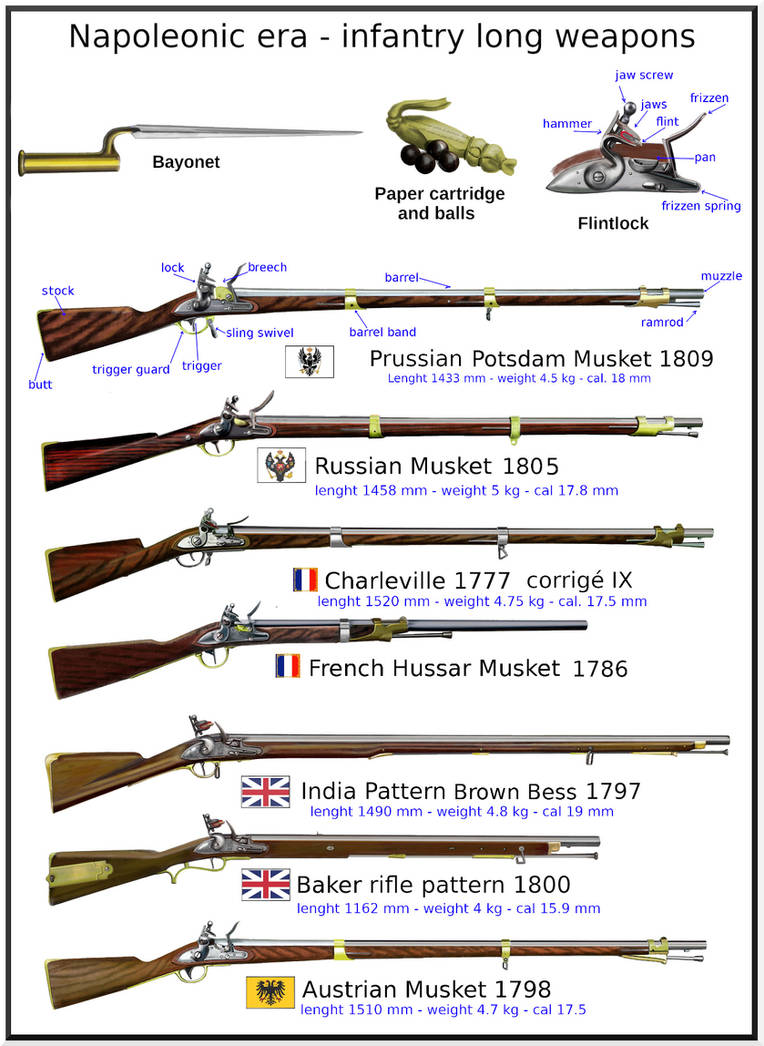 Napoleonic era - infantry long weapons
jaw screw
jaws
frizzen
hammer
flint
pan
frizzen spring
Bayonet
Paper cartridge
and balls
Flintlock
lock
breech
barrel
muzzle
stock
sling swivel
barrel band
ramrod
trigger guard
trigger
butt
Prussian Potsdam Musket 1809
Lenght 1433 mm - weight 4.5 kg - cal. 18 mm
Russian Musket 1805
lenght 1458 mm - weight 5 kg - cal 17.8 mm
Charleville 1777 corrigé IX
lenght 1520 mm - weight 4.75 kg - cal. 17.5 mm
French Hussar Musket 1786
India Pattern Brown Bess 1797
lenght 1490 mm - weight 4.8 kg - cal 19 mm
Baker rifle pattern 1800
lenght 1162 mm - weight 4 kg - cal 15.9 mm
Austrian Musket 1798
lenght 1510 mm - weight 4.7 kg - cal 17.5